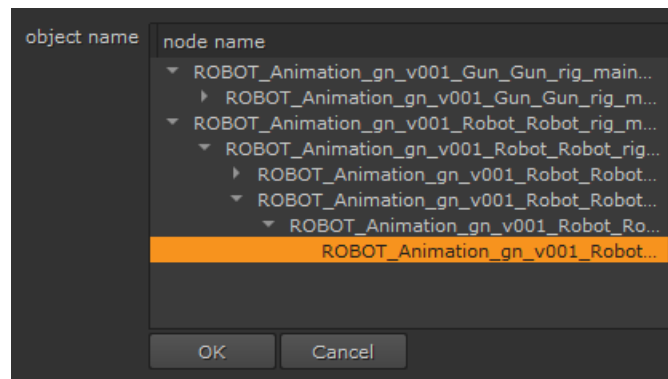 object name
node name
ROBOT_Animation_gn_v001_Gun_Gun_rig_main...
ROBOT_Animation_gn_v001_Gun_Gun_rig_m...
ROBOT_Animation_gn_v001_Robot_Robot_rig_m...
ROBOT_Animation_gn_v001_Robot_Robot_rig...
ROBOT_Animation_gn_v001_Robot_Robot...
ROBOT_Animation_gn_v001_Robot_Robot...
ROBOT_Animation_gn_v001_Robot_Ro...
ROBOT_Animation_gn_v001_Robot...
OK
Cancel